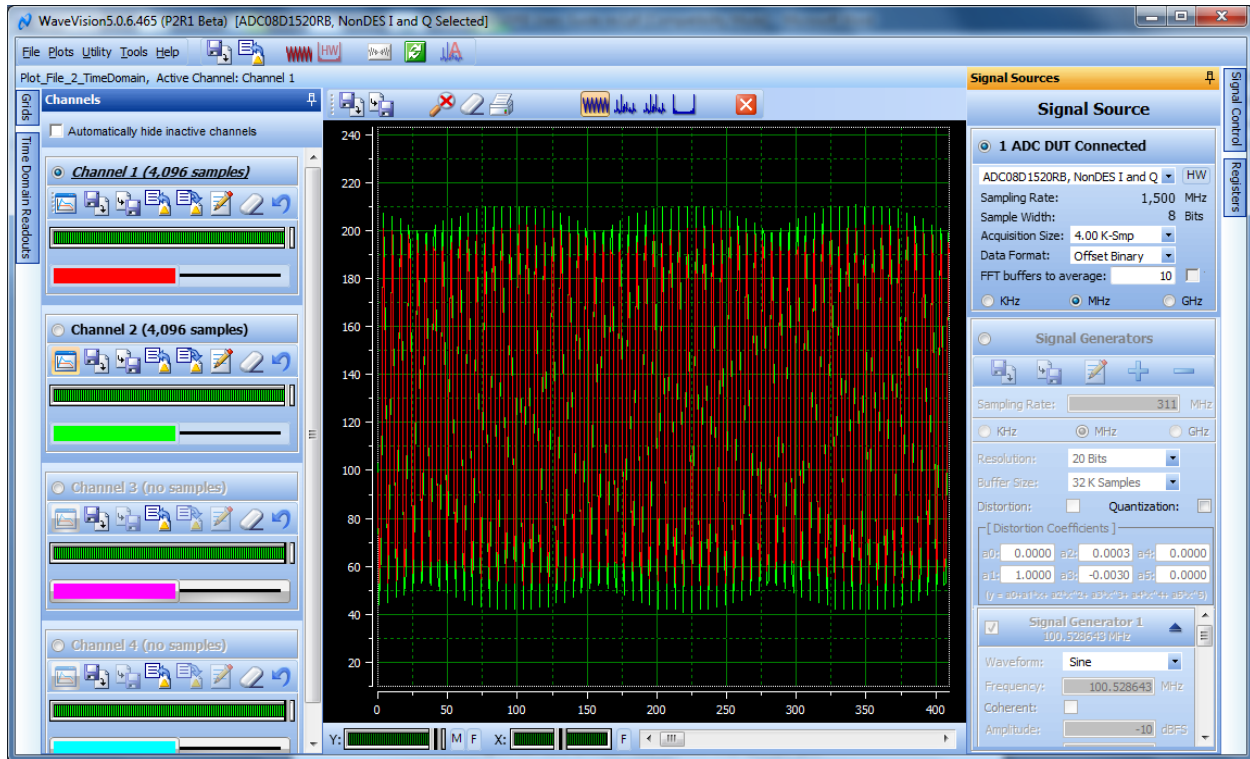 WaveVision5.0.6.465 (P2R1 Beta) [ADC08D1520RB, NonDES I and Q Selected]
File Plots Utility Tools Help
HW
Plot_File_2_TimeDomain, Active Channel: Channel 1
Grids
Time Domain Readouts
Channels
Automatically hide inactive channels
Channel 1 (4,096 samples)
Channel 2 (4,096 samples)
Channel 3 (no samples)
Channel 4 (no samples)
240
220
200
180
160
140
120
100
80
60
40
20
0 50 100 150 200 250 300 350 400
Y: M F X: F
Signal Sources
Signal Source
1 ADC DUT Connected
ADC08D1520RB, NonDES I and Q HW
Sampling Rate: 1,500 MHz
Sample Width: 8 Bits
Acquisition Size: 4.00 K-Smp
Data Format: Offset Binary
FFT buffers to average: 10
KHz MHz GHz
Signal Generators
Sampling Rate: 311 MHz
KHz MHz GHz
Resolution: 20 Bits
Buffer Size: 32 K Samples
Distortion: Quantization:
[ Distortion Coefficients ]
a0: 0.0000 a2: 0.0003 a4: 0.0000
a1: 1.0000 a3: -0.0030 a5: 0.0000
Signal Generator 1
100.528643 MHz
Waveform: Sine
Frequency: 100.528643 MHz
Coherent:
Amplitude: -10 dBFS
Signal Control
Registers